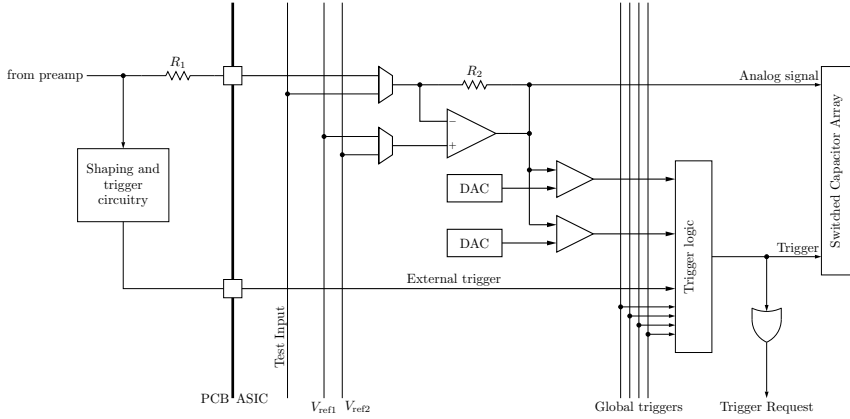 from preamp
R1
R2
Analog signal
Switched Capacitor Array
−
+
Shaping and
trigger
circuitry
DAC
DAC
Trigger logic
Trigger
External trigger
Test Input
PCB
ASIC
Vref1
Vref2
Global triggers
Trigger Request